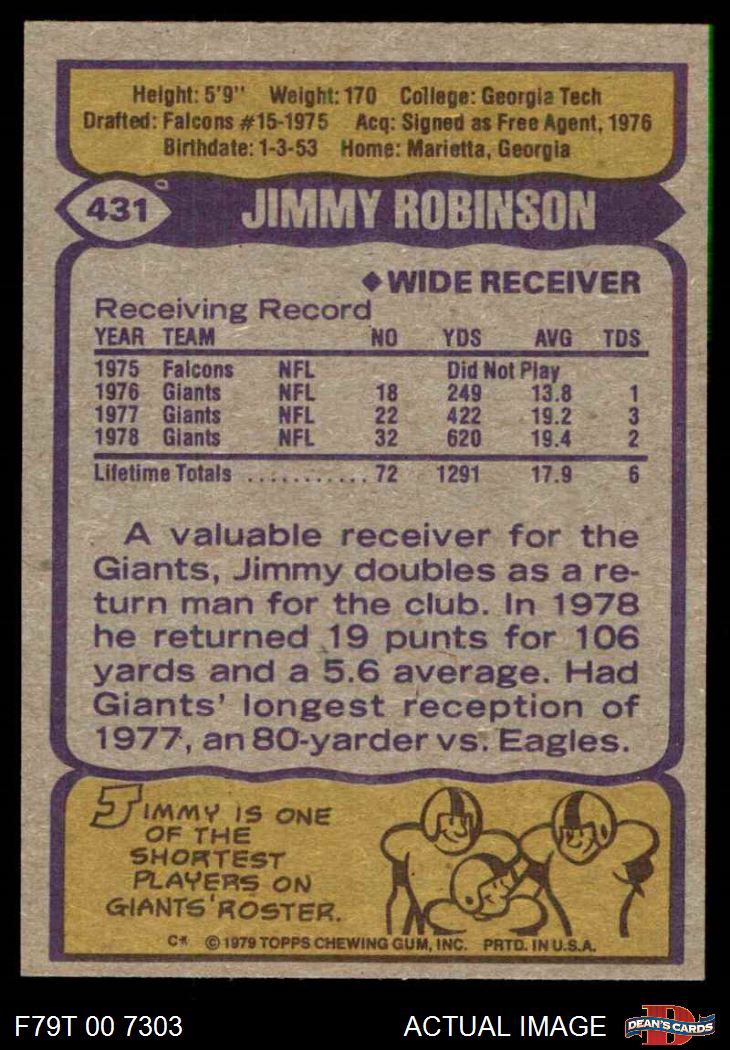 Height: 5'9" Weight: 170 College: Georgia Tech
Drafted: Falcons #15-1975 Acq: Signed as Free Agent, 1976
Birthdate: 1-3-53 Home: Marietta, Georgia
431 JIMMY ROBINSON
◆WIDE RECEIVER
Receiving Record
YEAR TEAM NO YDS AVG TDS
1975 Falcons NFL Did Not Play
1976 Giants NFL 18 249 13.8 1
1977 Giants NFL 22 422 19.2 3
1978 Giants NFL 32 620 19.4 2
Lifetime Totals ........... 72 1291 17.9 6
A valuable receiver for the
Giants, Jimmy doubles as a re-
turn man for the club. In 1978
he returned 19 punts for 106
yards and a 5.6 average. Had
Giants' longest reception of
1977, an 80-yarder vs. Eagles.
JIMMY IS ONE
OF THE
SHORTEST
PLAYERS ON
GIANTS' ROSTER.
C* © 1979 TOPPS CHEWING GUM, INC. PRTD. IN U.S.A.
F79T 00 7303 ACTUAL IMAGE D DEAN'S CARDS